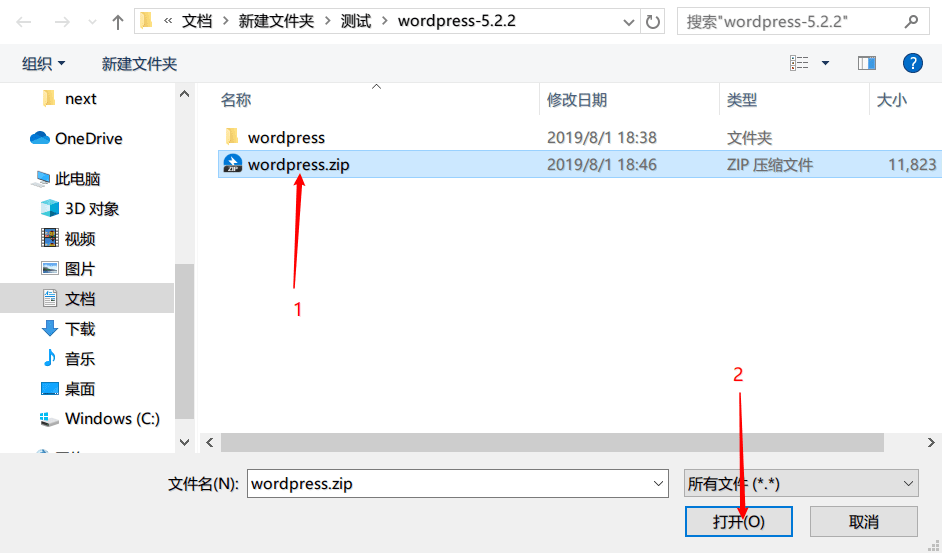 « 文档 › 新建文件夹 › 测试 › wordpress-5.2.2
搜索"wordpress-5.2.2"
组织 新建文件夹
?
next
OneDrive
此电脑
3D 对象
视频
图片
文档
下载
音乐
桌面
Windows (C:)
名称 修改日期 类型 大小
wordpress 2019/8/1 18:38 文件夹
ZIP
wordpress.zip 2019/8/1 18:46 ZIP 压缩文件 11,823
1
2
文件名(N): wordpress.zip 所有文件 (*.*)
打开(O) 取消